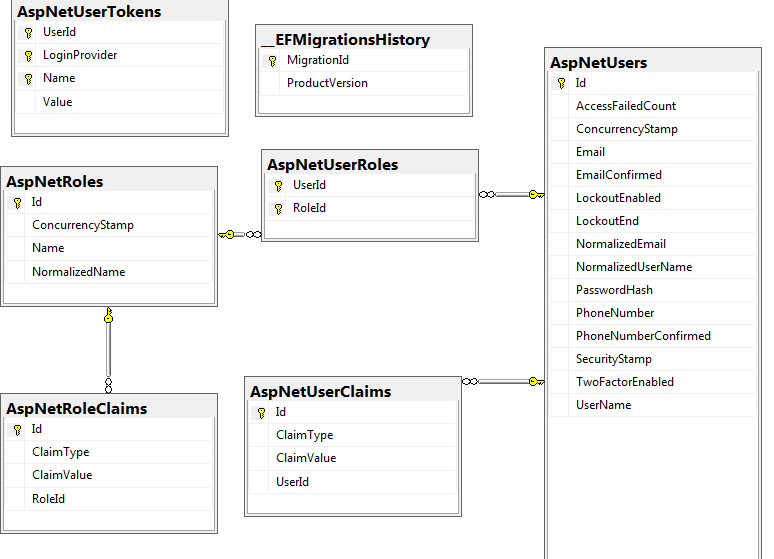 AspNetUserTokens
UserId
LoginProvider
Name
Value
__EFMigrationsHistory
MigrationId
ProductVersion
AspNetUsers
Id
AccessFailedCount
ConcurrencyStamp
Email
EmailConfirmed
LockoutEnabled
LockoutEnd
NormalizedEmail
NormalizedUserName
PasswordHash
PhoneNumber
PhoneNumberConfirmed
SecurityStamp
TwoFactorEnabled
UserName
AspNetRoles
Id
ConcurrencyStamp
Name
NormalizedName
AspNetUserRoles
UserId
RoleId
AspNetRoleClaims
Id
ClaimType
ClaimValue
RoleId
AspNetUserClaims
Id
ClaimType
ClaimValue
UserId